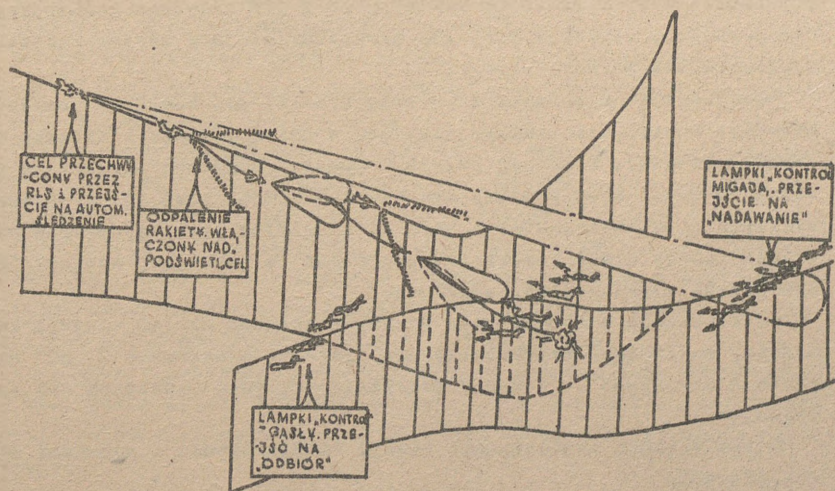 CEL PRZECHWY
-CONY PRZEZ
RLS i PRZEJŚ-
CIE NA AUTOM.
ŚLEDZENIE
ODPALENIE
RAKIETY. WŁĄ-
CZONY NAD.
PODŚWIETL.CEL
LAMPKI „KONTRO
MIGAJĄ„. PRZE-
JŚCIE NA
„NADAWANIE"
LAMPKI „KONTRO
" GASŁY. PRZE-
JŚĆ NA
„ODBIÓR"